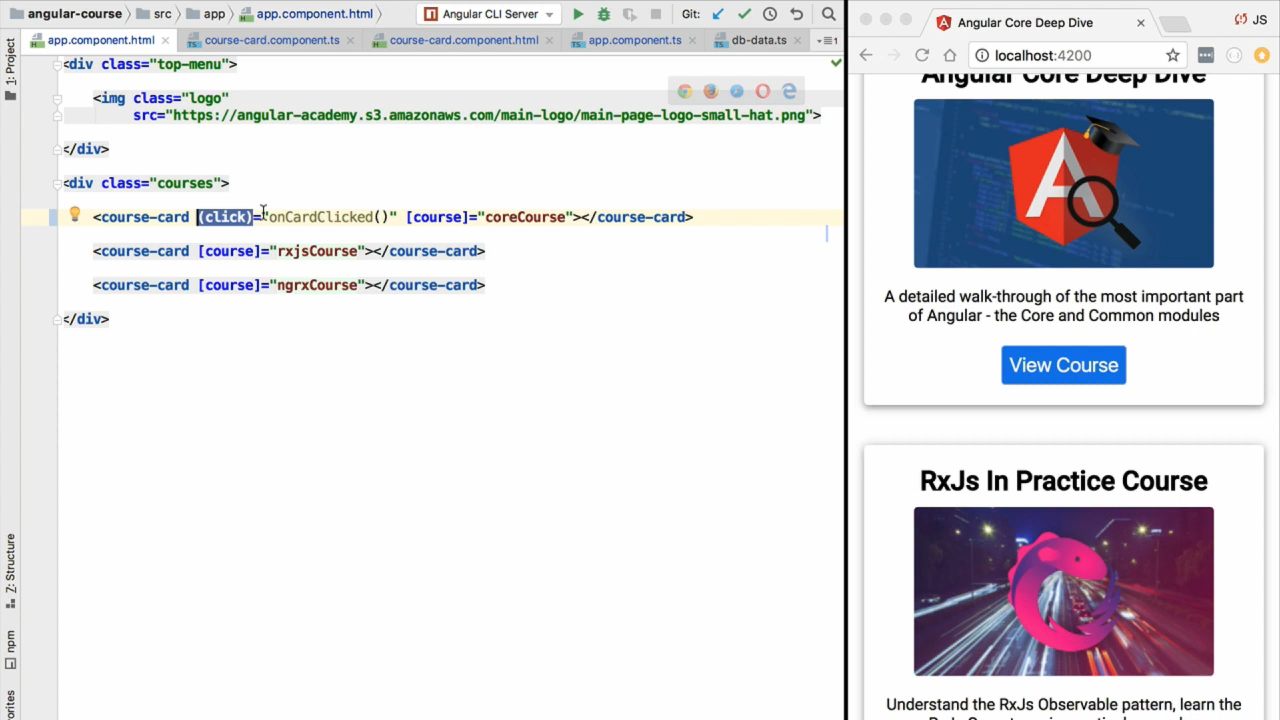 angular-course
src
app
app.component.html
Angular CLI Server
Git:
app.component.html
course-card.component.ts
course-card.component.html
app.component.ts
db-data.ts
1: Project
Z: Structure
npm
<div class="top-menu">
<img class="logo"
src="https://angular-academy.s3.amazonaws.com/main-logo/main-page-logo-small-hat.png">
</div>
<div class="courses">
<course-card (click)="onCardClicked()" [course]="coreCourse"></course-card>
<course-card [course]="rxjsCourse"></course-card>
<course-card [course]="ngrxCourse"></course-card>
</div>
Angular Core Deep Dive
JS
localhost:4200
Angular Core Deep Dive
A detailed walk-through of the most important part
of Angular - the Core and Common modules
View Course
RxJs In Practice Course
Understand the RxJs Observable pattern, learn the